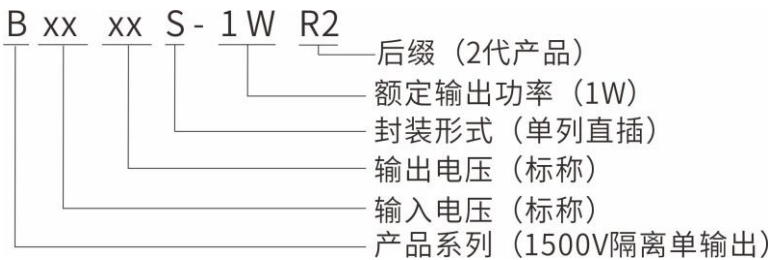 B xx xx S - 1W R2
后缀（2代产品）
额定输出功率（1W）
封装形式（单列直插）
输出电压（标称）
输入电压（标称）
产品系列（1500V隔离单输出）